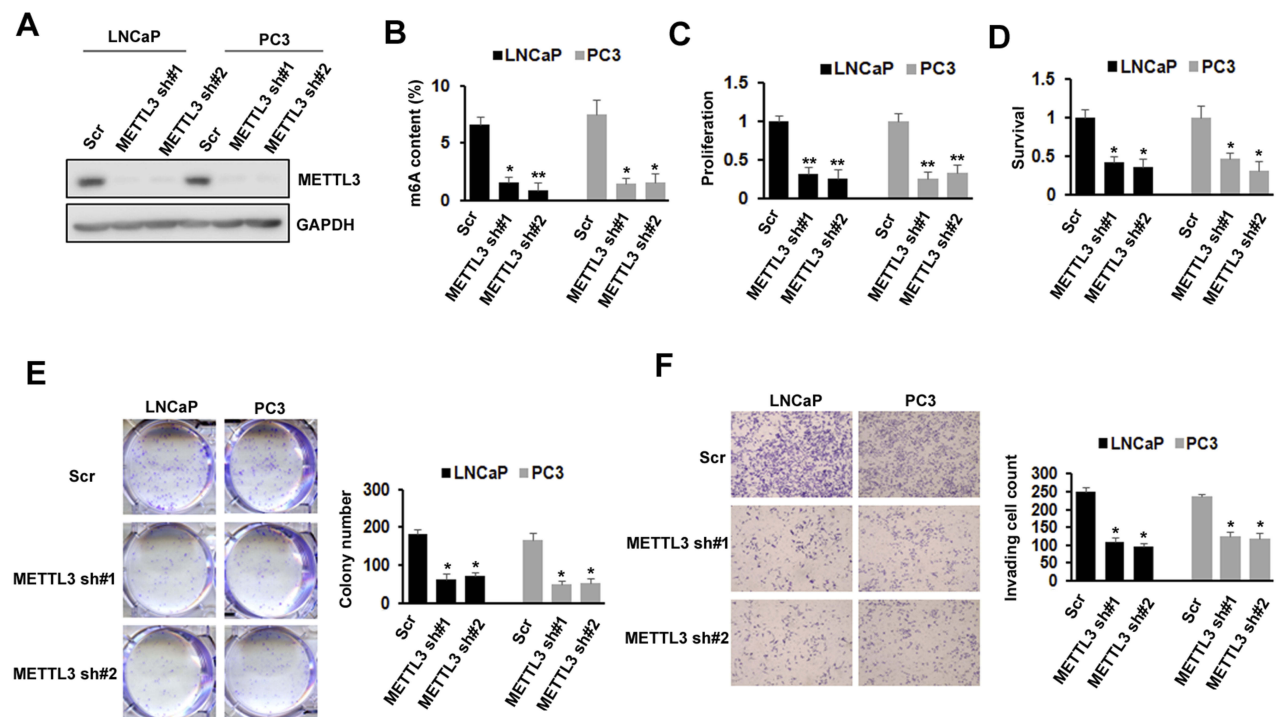 A
LNCaP
PC3
Scr
METTL3 sh#1
METTL3 sh#2
Scr
METTL3 sh#1
METTL3 sh#2
METTL3
GAPDH
B
LNCaP PC3
m6A content (%)
10
5
0
* ** * *
Scr
METTL3 sh#1
METTL3 sh#2
Scr
METTL3 sh#1
METTL3 sh#2
C
LNCaP PC3
Proliferation
1.5
1
0.5
0
** ** ** **
Scr
METTL3 sh#1
METTL3 sh#2
Scr
METTL3 sh#1
METTL3 sh#2
D
LNCaP PC3
Survival
1.5
1
0.5
0
* * * *
Scr
METTL3 sh#1
METTL3 sh#2
Scr
METTL3 sh#1
METTL3 sh#2
E
LNCaP PC3
Scr
METTL3 sh#1
METTL3 sh#2
LNCaP PC3
Colony number
300
200
100
0
* * * *
Scr
METTL3 sh#1
METTL3 sh#2
Scr
METTL3 sh#1
METTL3 sh#2
F
LNCaP PC3
Scr
METTL3 sh#1
METTL3 sh#2
LNCaP PC3
Invading cell count
300
250
200
150
100
50
0
* * * *
Scr
METTL3 sh#1
METTL3 sh#2
Scr
METTL3 sh#1
METTL3 sh#2